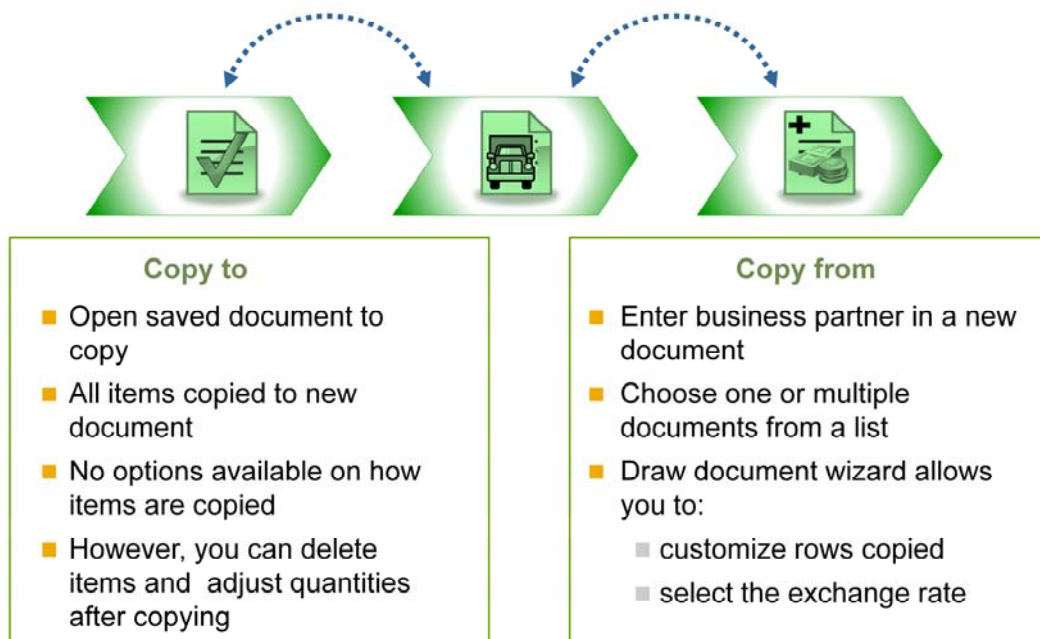 Copy to
Open saved document to
copy
All items copied to new
document
No options available on how
items are copied
However, you can delete
items and  adjust quantities
after copying
Copy from
Enter business partner in a new
document
Choose one or multiple
documents from a list
Draw document wizard allows
you to:
customize rows copied
select the exchange rate